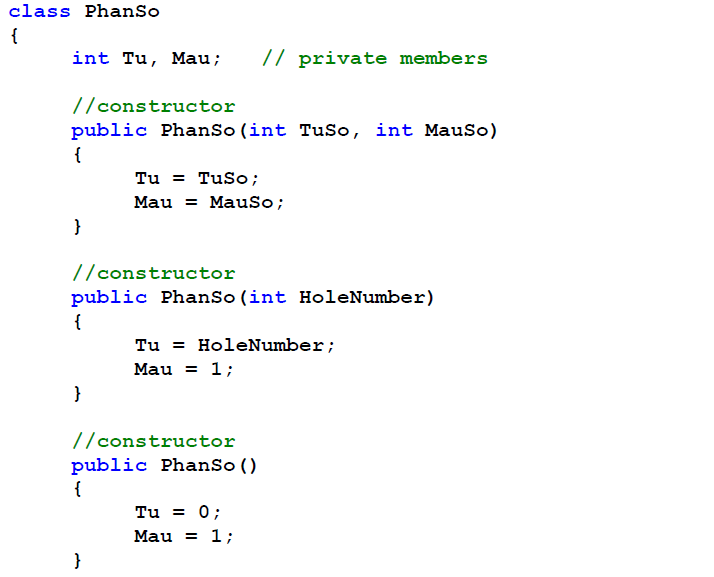 class PhanSo
{
int Tu, Mau; // private members
//constructor
public PhanSo(int TuSo, int MauSo)
{
Tu = TuSo;
Mau = MauSo;
}
//constructor
public PhanSo(int HoleNumber)
{
Tu = HoleNumber;
Mau = 1;
}
//constructor
public PhanSo()
{
Tu = 0;
Mau = 1;
}